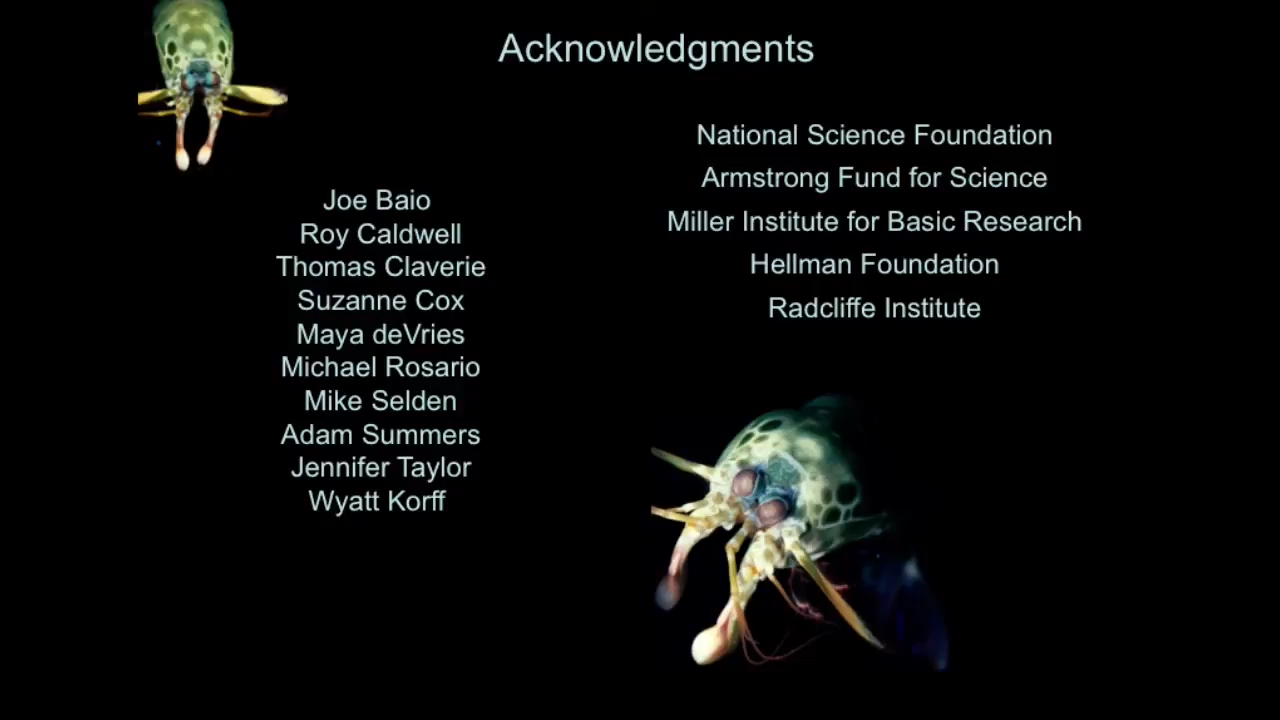 Acknowledgments
Joe Baio
Roy Caldwell
Thomas Claverie
Suzanne Cox
Maya deVries
Michael Rosario
Mike Selden
Adam Summers
Jennifer Taylor
Wyatt Korff
National Science Foundation
Armstrong Fund for Science
Miller Institute for Basic Research
Hellman Foundation
Radcliffe Institute